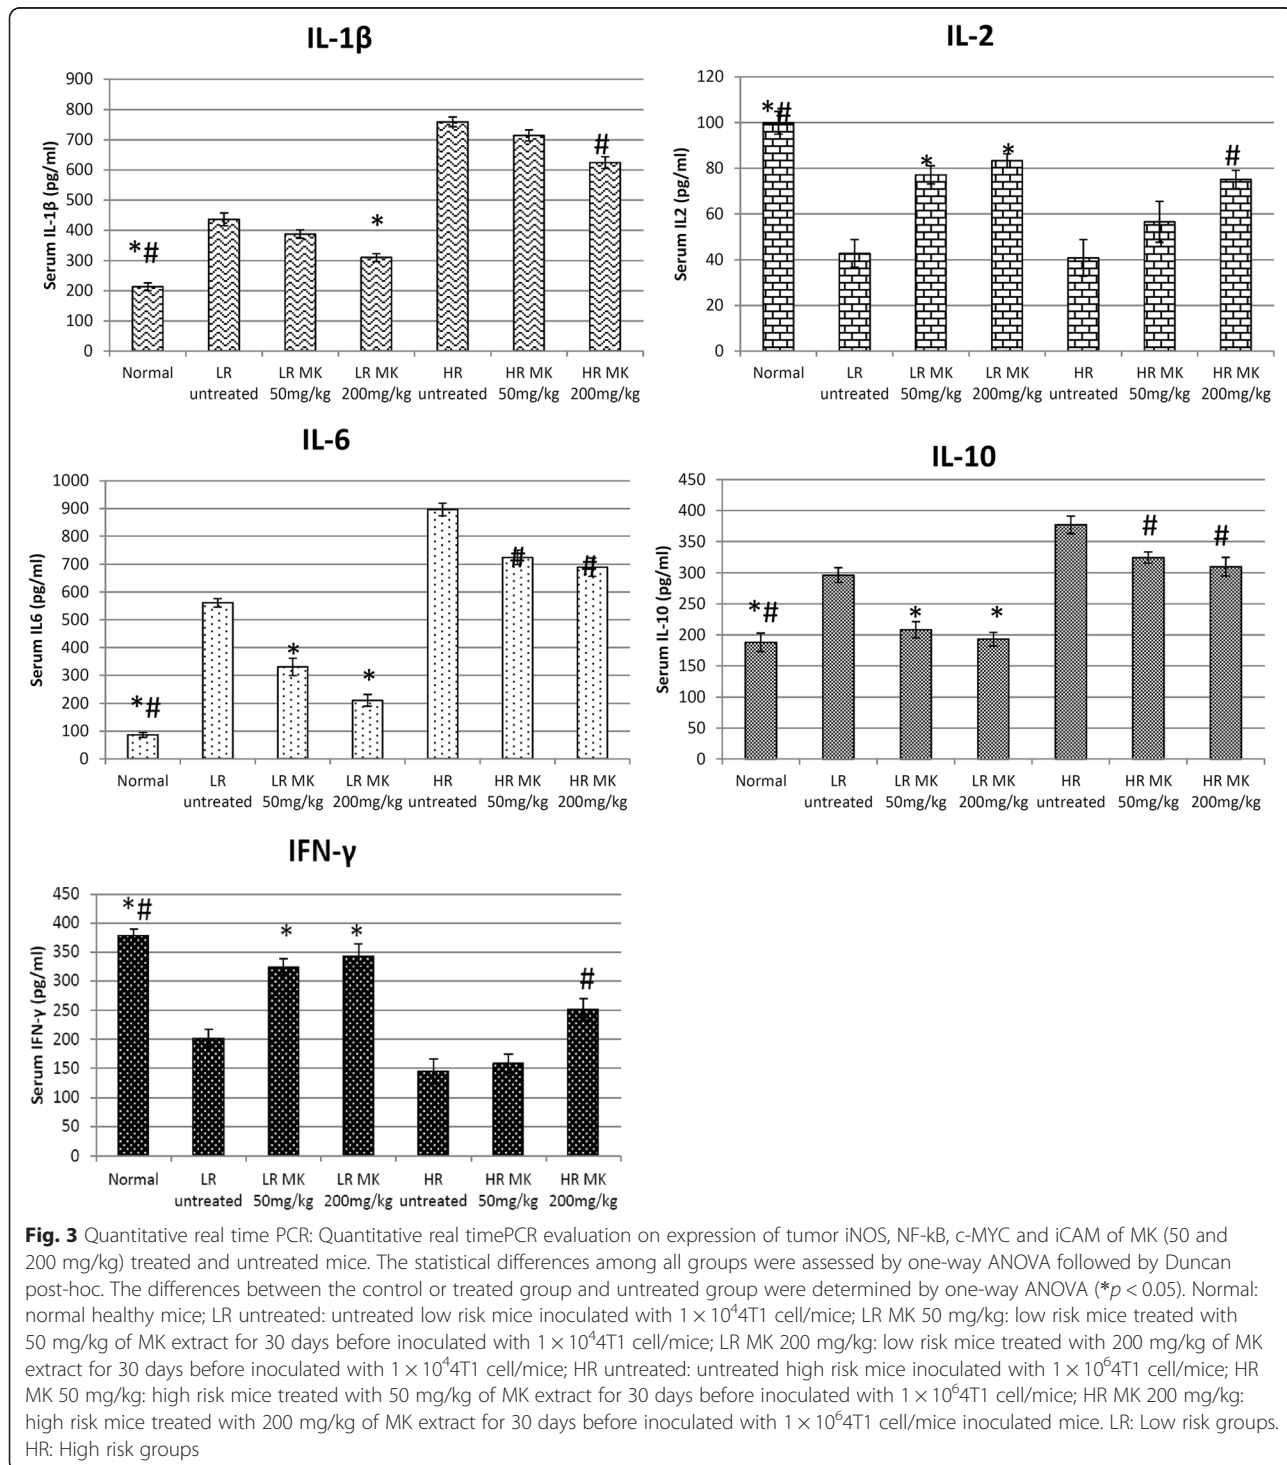 IL-1β
Serum IL-1β (pg/ml)
900
800
700
600
500
400
300
200
100
0
*#
*
#
Normal
LR untreated
LR MK 50mg/kg
LR MK 200mg/kg
HR untreated
HR MK 50mg/kg
HR MK 200mg/kg
IL-2
Serum IL2 (pg/ml)
120
100
80
60
40
20
0
*#
*
*
#
Normal
LR untreated
LR MK 50mg/kg
LR MK 200mg/kg
HR untreated
HR MK 50mg/kg
HR MK 200mg/kg
IL-6
Serum IL6 (pg/ml)
1000
900
800
700
600
500
400
300
200
100
0
*#
*
*
#
#
Normal
LR untreated
LR MK 50mg/kg
LR MK 200mg/kg
HR untreated
HR MK 50mg/kg
HR MK 200mg/kg
IL-10
Serum IL-10 (pg/ml)
450
400
350
300
250
200
150
100
50
0
*#
*
*
#
#
Normal
LR untreated
LR MK 50mg/kg
LR MK 200mg/kg
HR untreated
HR MK 50mg/kg
HR MK 200mg/kg
IFN-γ
Serum IFN-γ (pg/ml)
450
400
350
300
250
200
150
100
50
0
*#
*
*
#
Normal
LR untreated
LR MK 50mg/kg
LR MK 200mg/kg
HR untreated
HR MK 50mg/kg
HR MK 200mg/kg
Fig. 3 Quantitative real time PCR: Quantitative real timePCR evaluation on expression of tumor iNOS, NF-kB, c-MYC and iCAM of MK (50 and
200 mg/kg) treated and untreated mice. The statistical differences among all groups were assessed by one-way ANOVA followed by Duncan
post-hoc. The differences between the control or treated group and untreated group were determined by one-way ANOVA (*p < 0.05). Normal:
normal healthy mice; LR untreated: untreated low risk mice inoculated with 1 × 10⁴4T1 cell/mice; LR MK 50 mg/kg: low risk mice treated with
50 mg/kg of MK extract for 30 days before inoculated with 1 × 10⁴4T1 cell/mice; LR MK 200 mg/kg: low risk mice treated with 200 mg/kg of MK
extract for 30 days before inoculated with 1 × 10⁴4T1 cell/mice; HR untreated: untreated high risk mice inoculated with 1 × 10⁶4T1 cell/mice; HR
MK 50 mg/kg: high risk mice treated with 50 mg/kg of MK extract for 30 days before inoculated with 1 × 10⁶4T1 cell/mice; HR MK 200 mg/kg:
high risk mice treated with 200 mg/kg of MK extract for 30 days before inoculated with 1 × 10⁶4T1 cell/mice inoculated mice. LR: Low risk groups.
HR: High risk groups